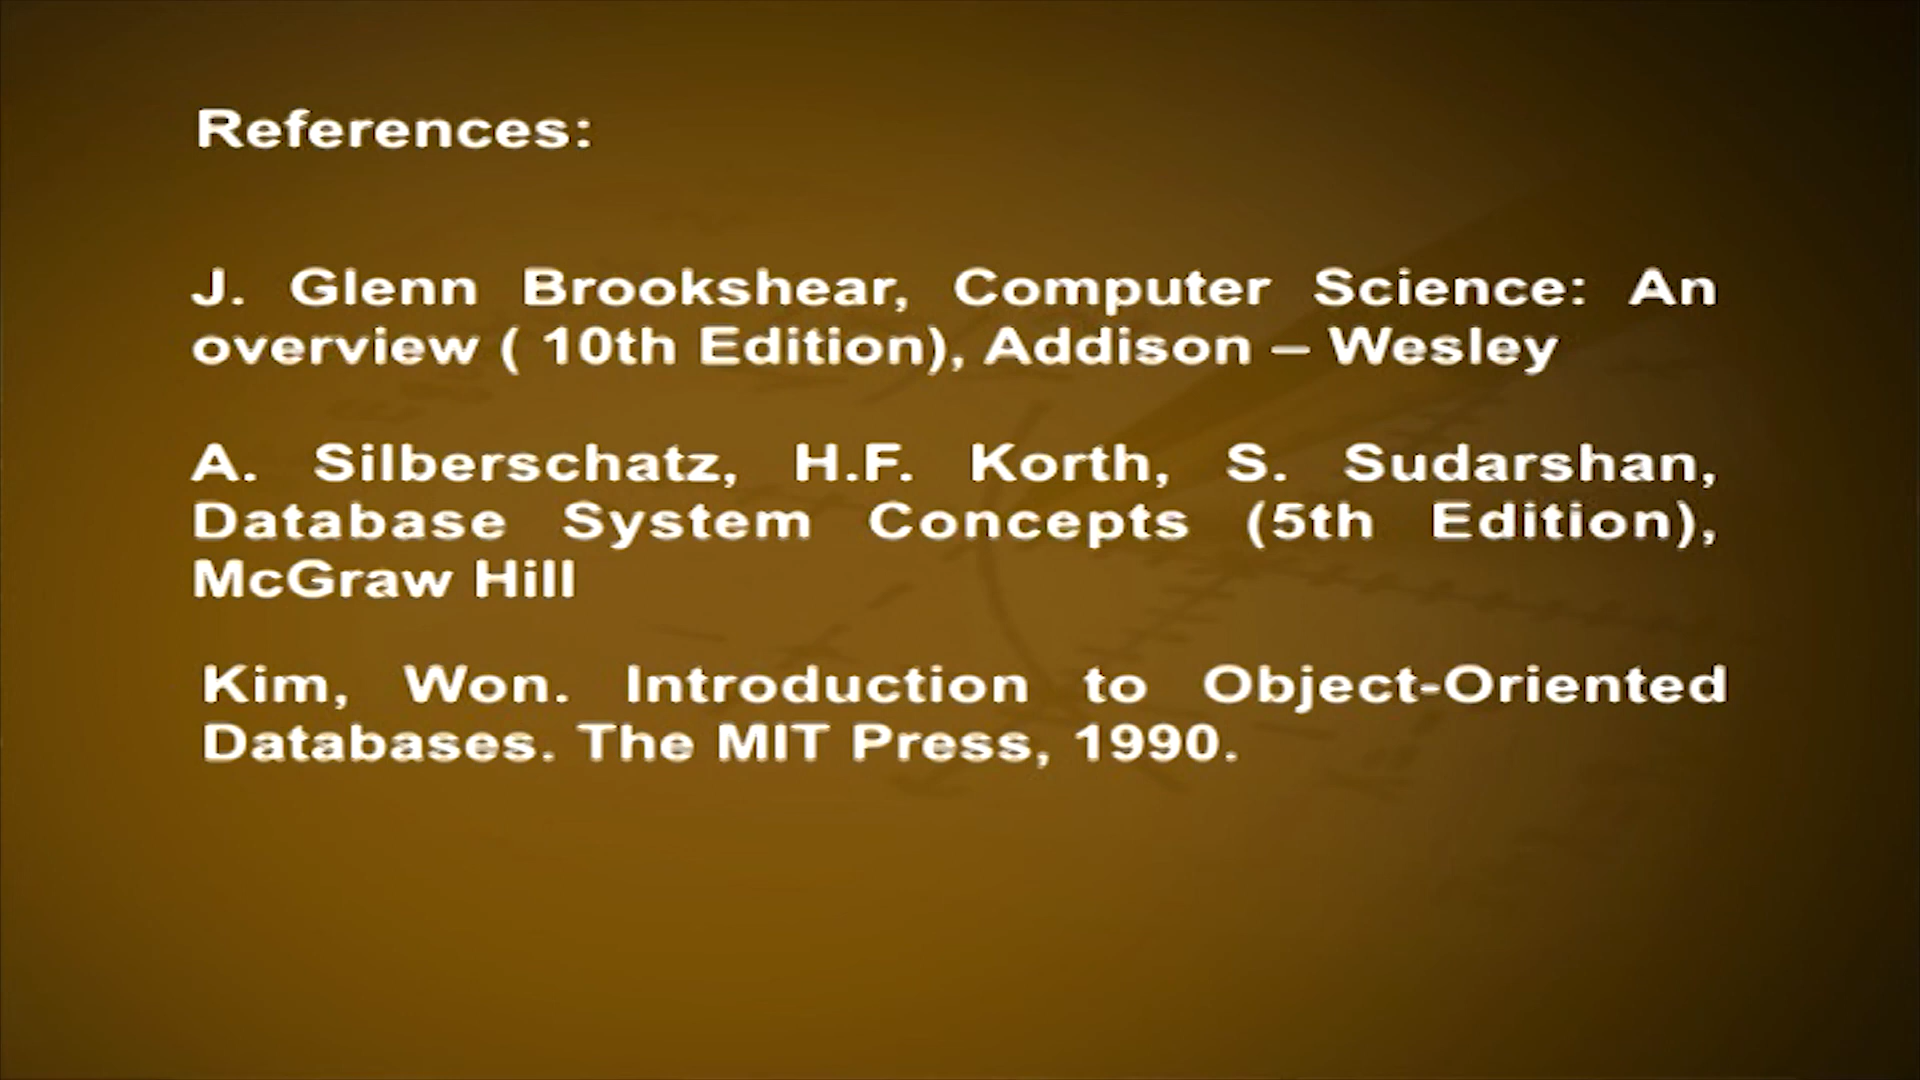 References:
J. Glenn Brookshear, Computer Science: An
overview ( 10th Edition), Addison – Wesley
A. Silberschatz, H.F. Korth, S. Sudarshan,
Database System Concepts (5th Edition),
McGraw Hill
Kim, Won. Introduction to Object-Oriented
Databases. The MIT Press, 1990.